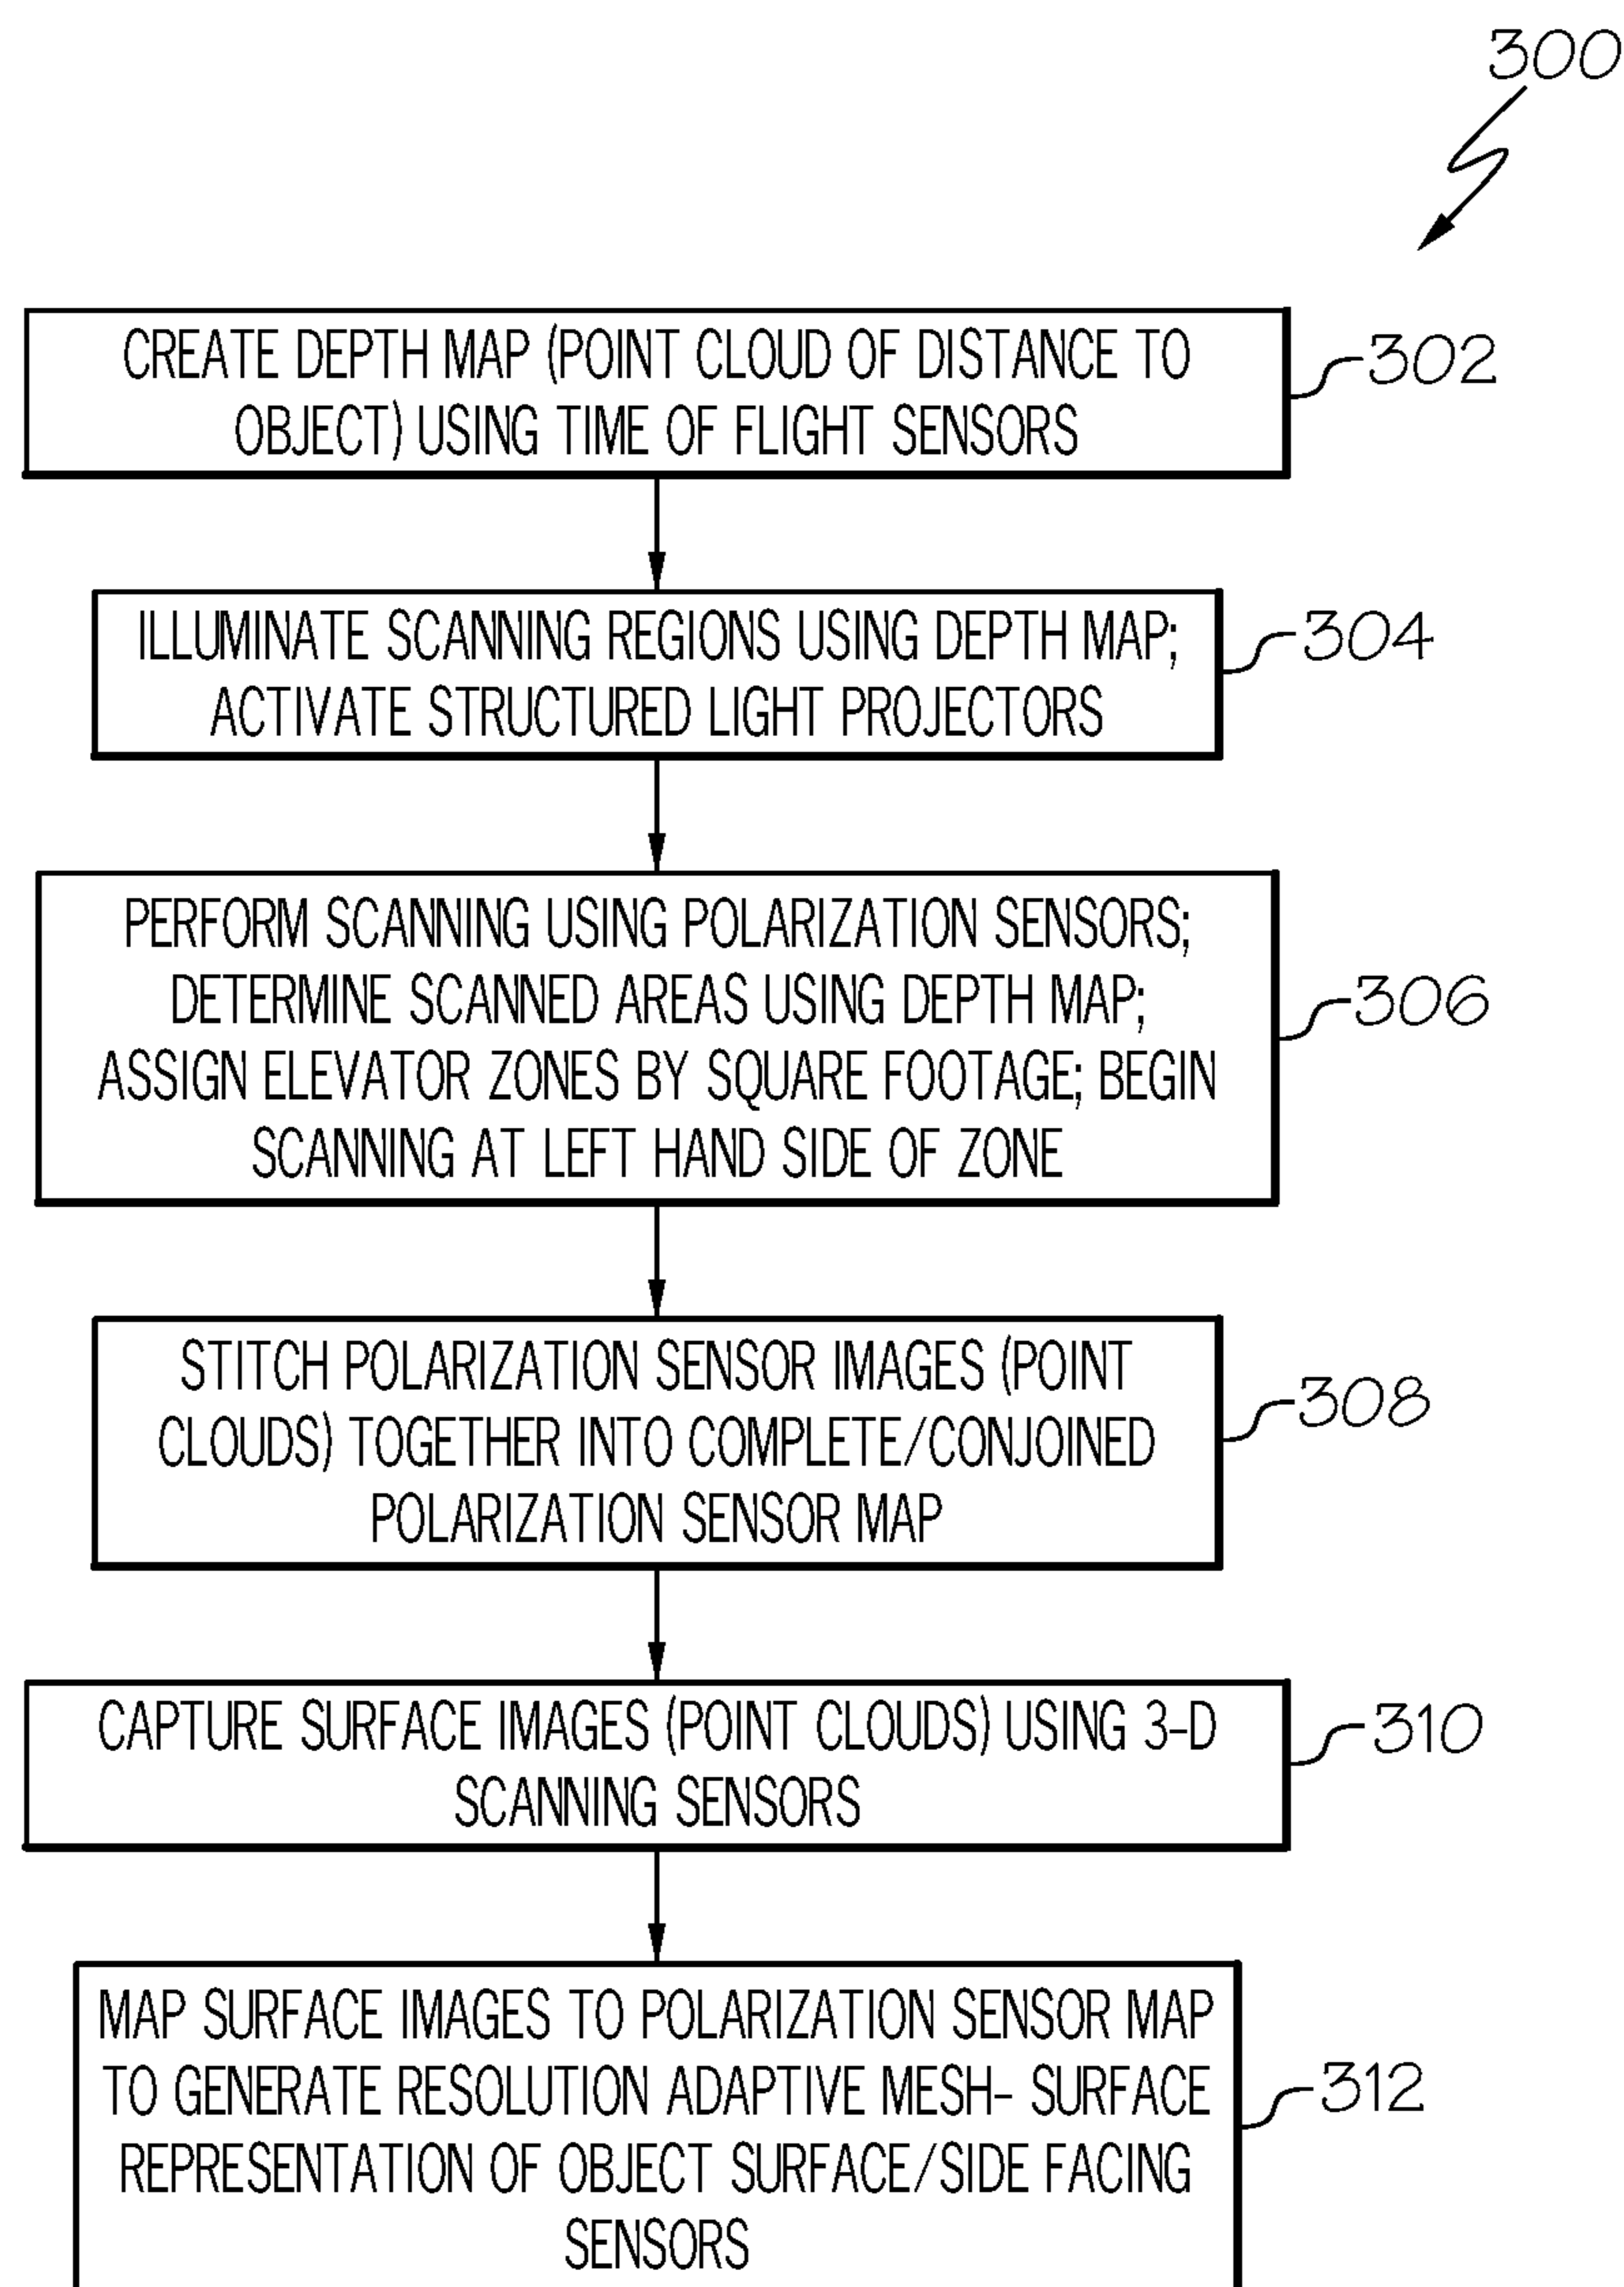 300
CREATE DEPTH MAP (POINT CLOUD OF DISTANCE TO
OBJECT) USING TIME OF FLIGHT SENSORS
302
ILLUMINATE SCANNING REGIONS USING DEPTH MAP;
ACTIVATE STRUCTURED LIGHT PROJECTORS
304
PERFORM SCANNING USING POLARIZATION SENSORS;
DETERMINE SCANNED AREAS USING DEPTH MAP;
ASSIGN ELEVATOR ZONES BY SQUARE FOOTAGE; BEGIN
SCANNING AT LEFT HAND SIDE OF ZONE
306
STITCH POLARIZATION SENSOR IMAGES (POINT
CLOUDS) TOGETHER INTO COMPLETE/CONJOINED
POLARIZATION SENSOR MAP
308
CAPTURE SURFACE IMAGES (POINT CLOUDS) USING 3-D
SCANNING SENSORS
310
MAP SURFACE IMAGES TO POLARIZATION SENSOR MAP
TO GENERATE RESOLUTION ADAPTIVE MESH- SURFACE
REPRESENTATION OF OBJECT SURFACE/SIDE FACING
SENSORS
312